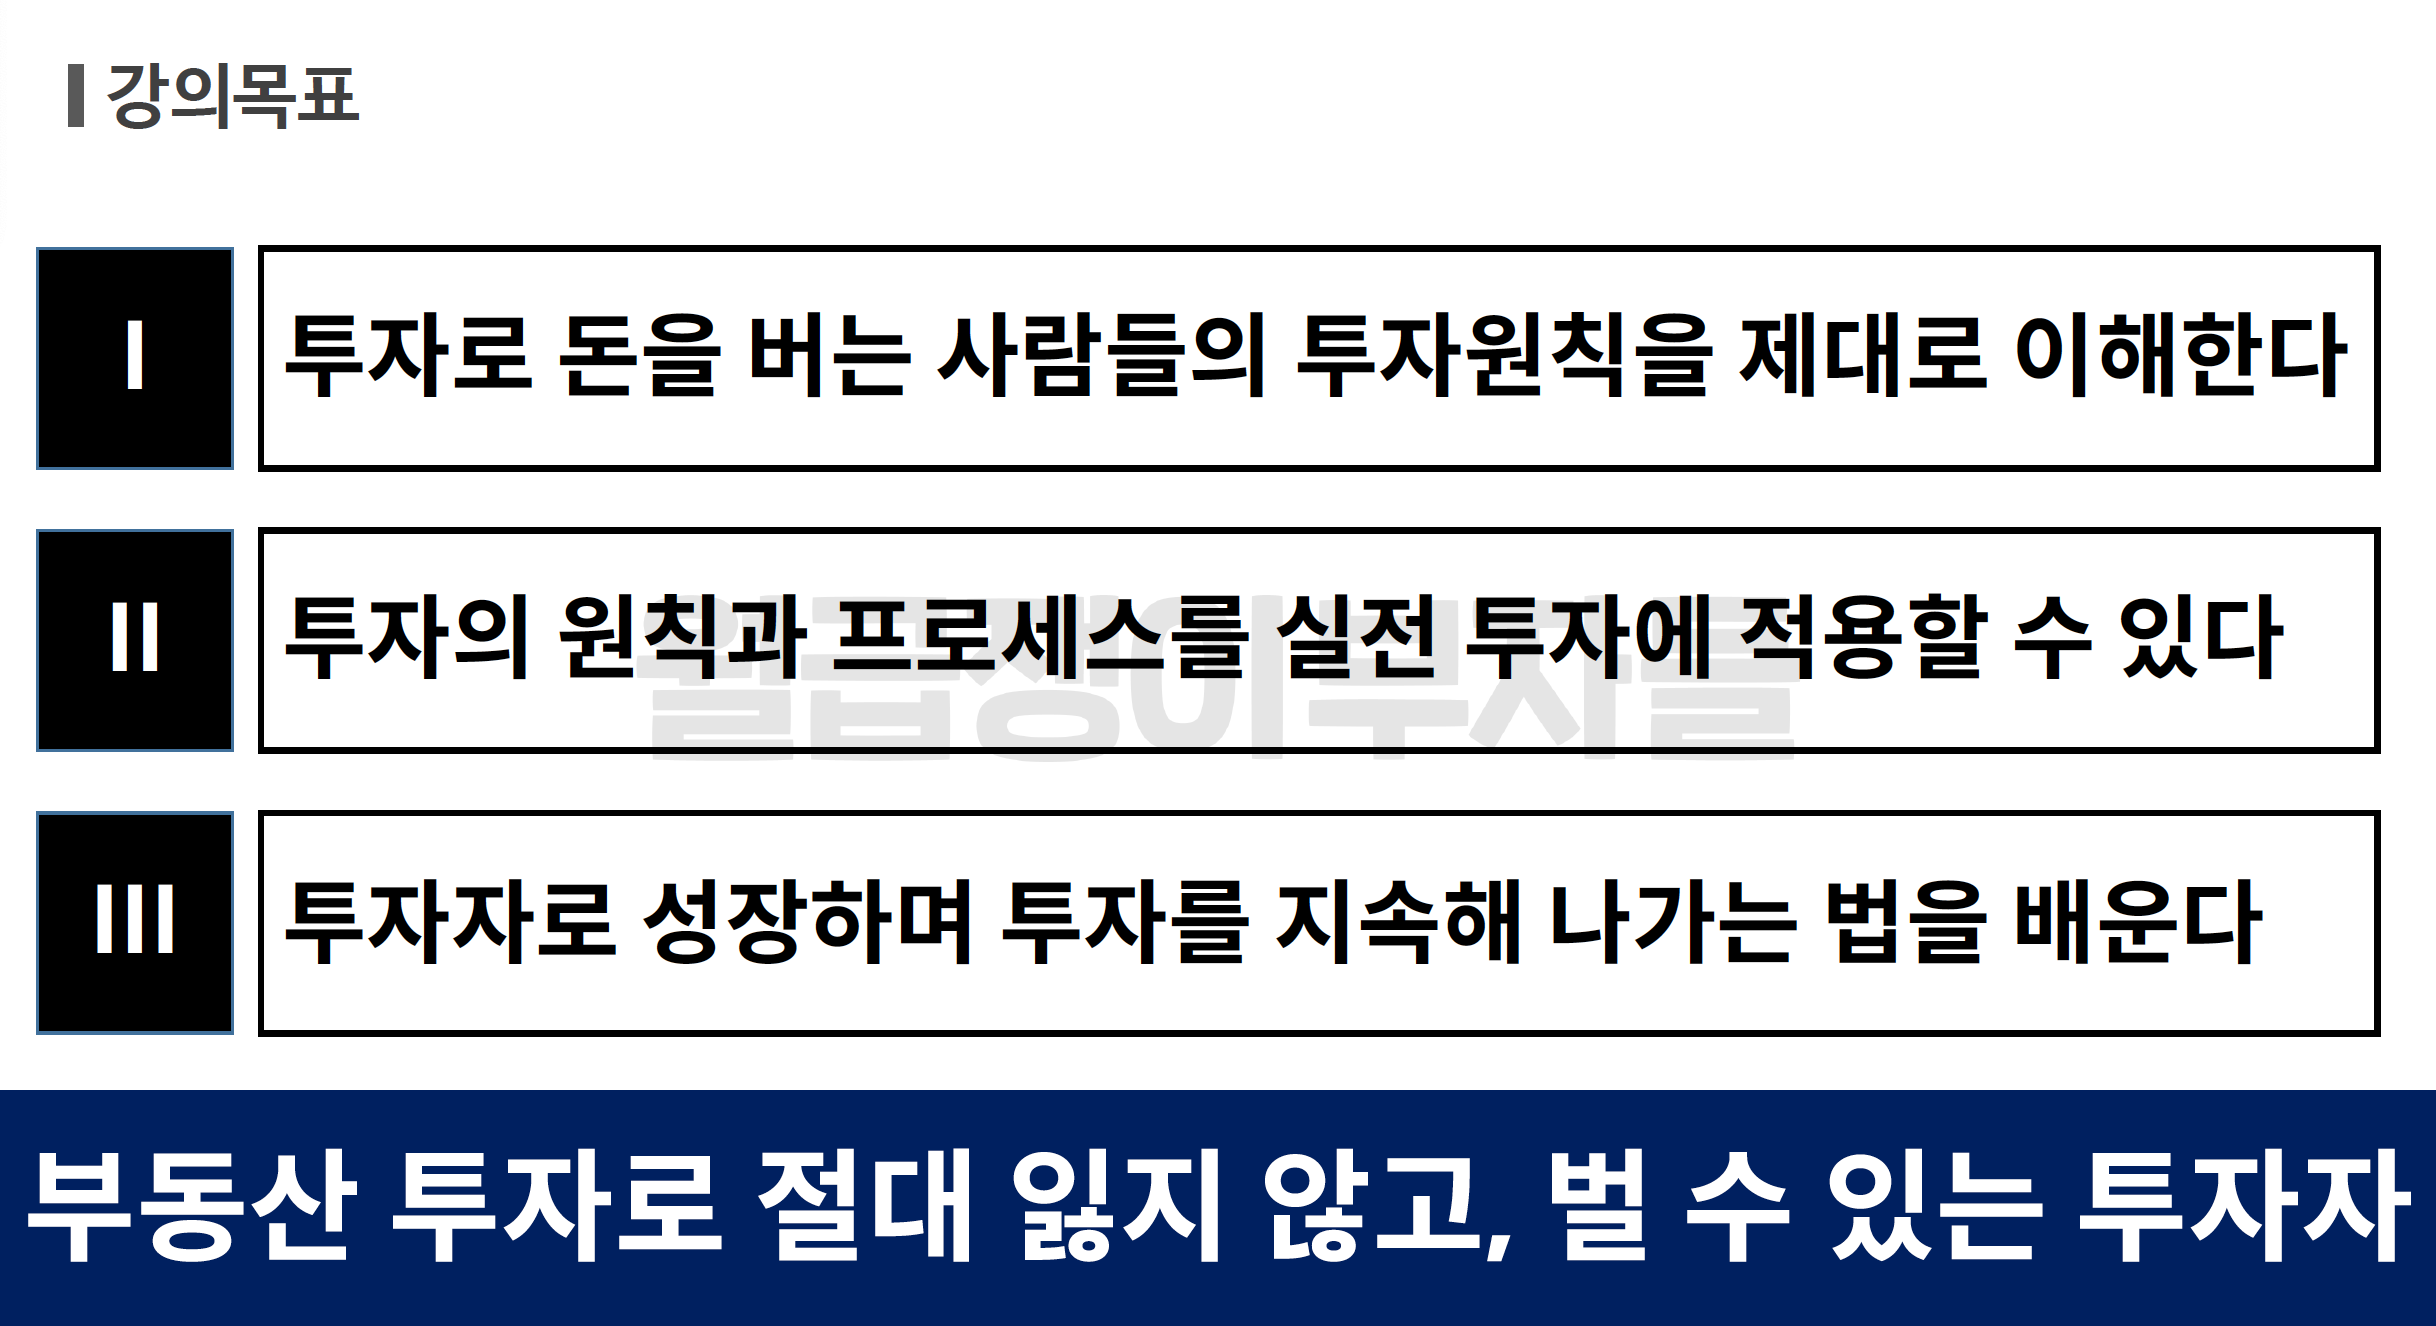 강의목표
I
투자로 돈을 버는 사람들의 투자원칙을 제대로 이해한다
II
투자의 원칙과 프로세스를 실전 투자에 적용할 수 있다
월급쟁이부자들
III
투자자로 성장하며 투자를 지속해 나가는 법을 배운다
부동산 투자로 절대 잃지 않고, 벌 수 있는 투자자